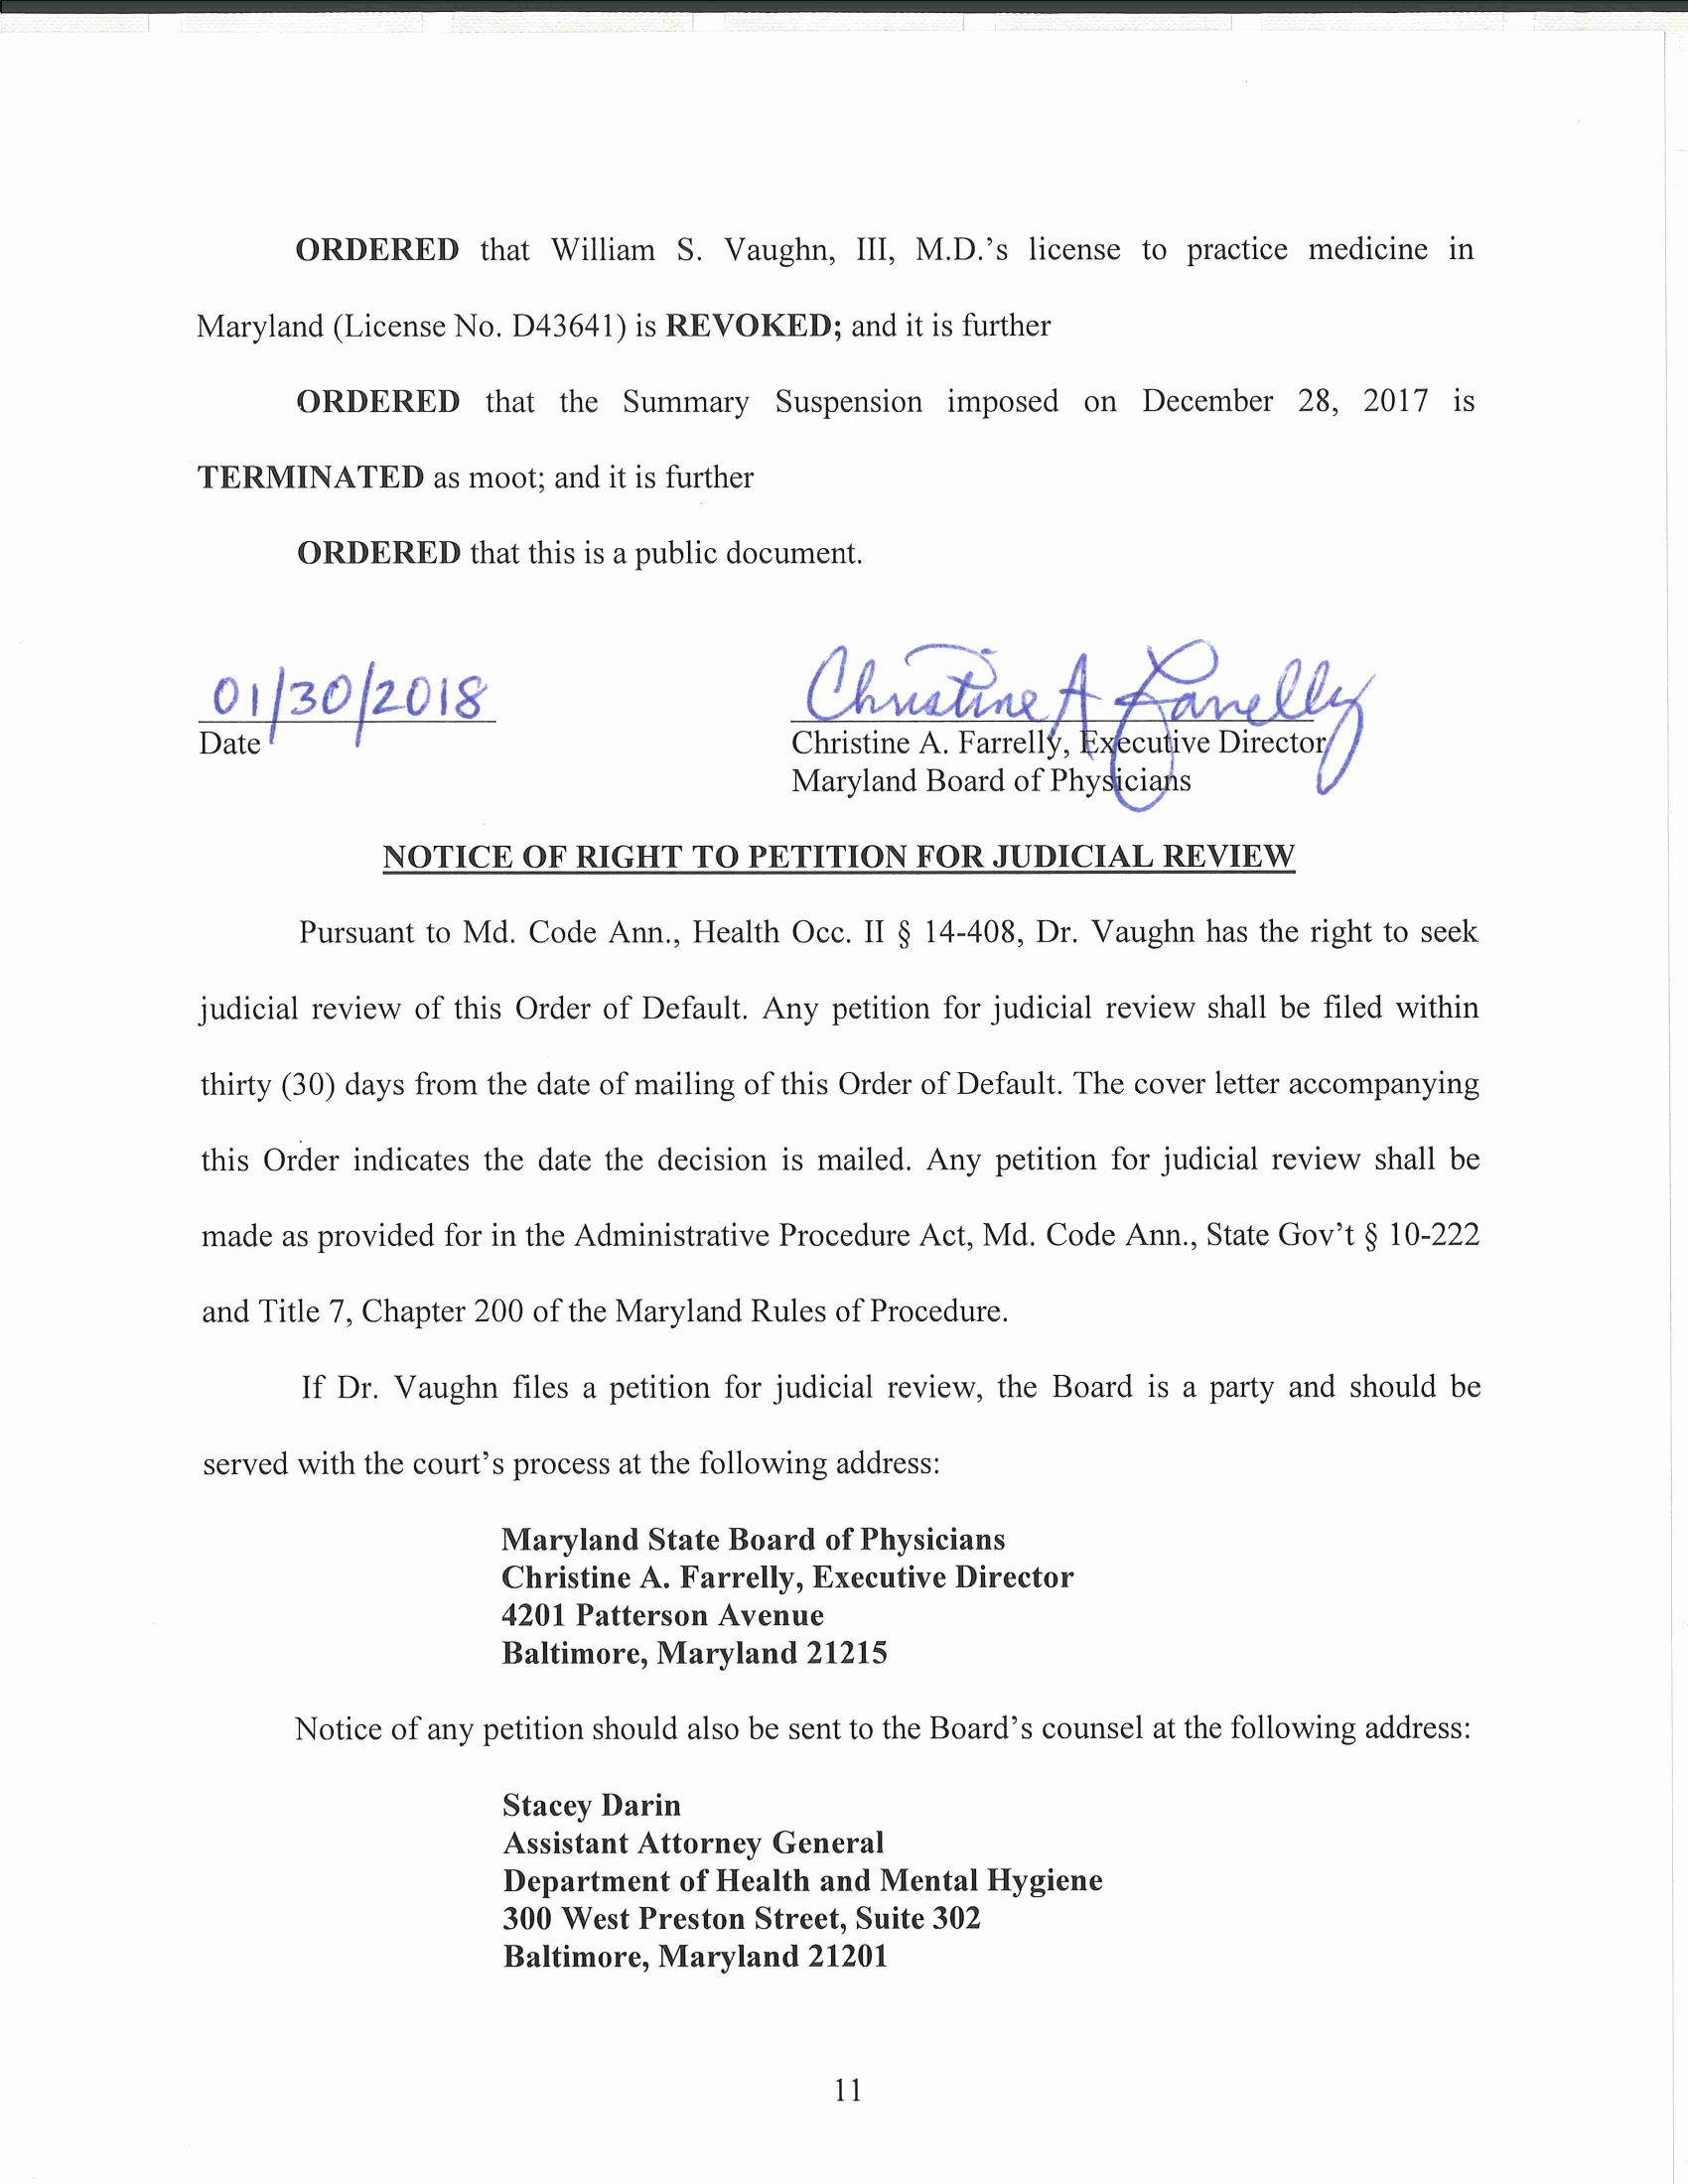 ORDERED that William S. Vaughn, III, M.D.'s license to practice medicine in
Maryland (License No. D43641) is REVOKED; and it is further
ORDERED that the Summary Suspension imposed on December 28, 2017 is
TERMINATED as moot; and it is further
ORDERED that this is a public document.
01/30/2018
Date
Christine A Farrelly
Christine A. Farrelly, Executive Director
Maryland Board of Physicians
NOTICE OF RIGHT TO PETITION FOR JUDICIAL REVIEW
Pursuant to Md. Code Ann., Health Occ. II § 14-408, Dr. Vaughn has the right to seek
judicial review of this Order of Default. Any petition for judicial review shall be filed within
thirty (30) days from the date of mailing of this Order of Default. The cover letter accompanying
this Order indicates the date the decision is mailed. Any petition for judicial review shall be
made as provided for in the Administrative Procedure Act, Md. Code Ann., State Gov't § 10-222
and Title 7, Chapter 200 of the Maryland Rules of Procedure.
If Dr. Vaughn files a petition for judicial review, the Board is a party and should be
served with the court's process at the following address:
Maryland State Board of Physicians
Christine A. Farrelly, Executive Director
4201 Patterson Avenue
Baltimore, Maryland 21215
Notice of any petition should also be sent to the Board's counsel at the following address:
Stacey Darin
Assistant Attorney General
Department of Health and Mental Hygiene
300 West Preston Street, Suite 302
Baltimore, Maryland 21201
11